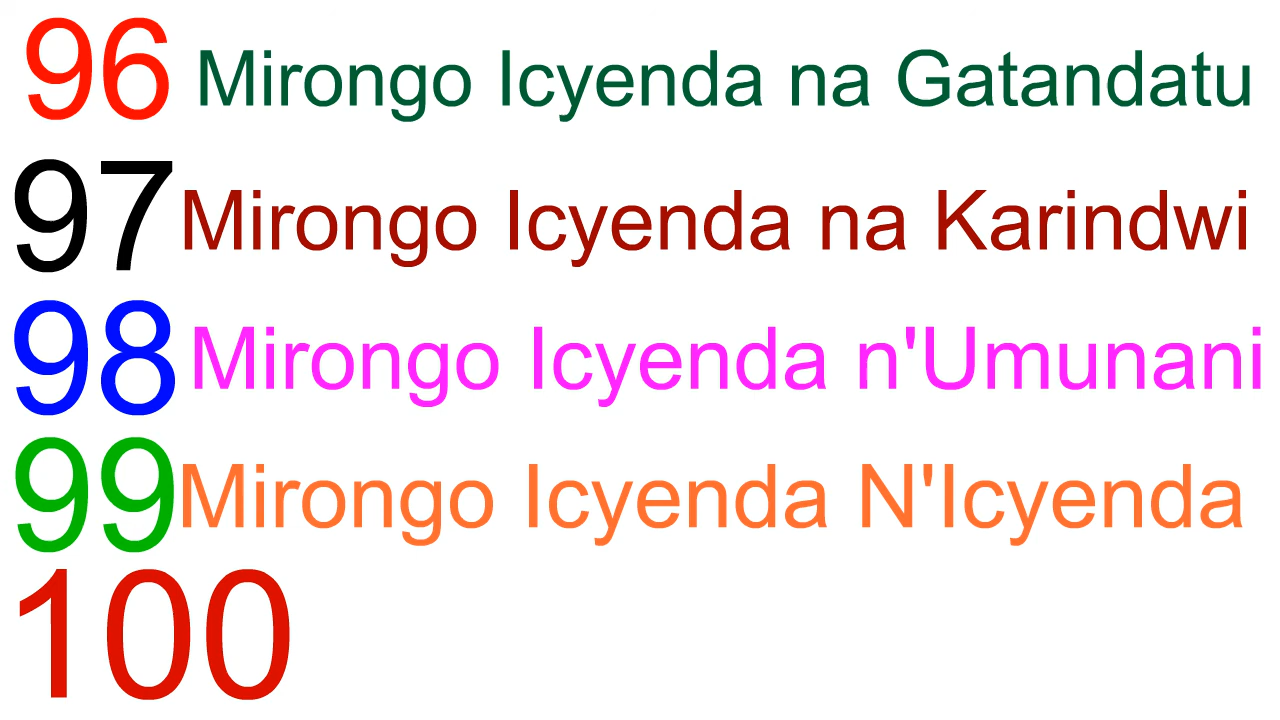 96 Mirongo Icyenda na Gatandatu
97 Mirongo Icyenda na Karindwi
98 Mirongo Icyenda n'Umunani
99 Mirongo Icyenda N'Icyenda
100